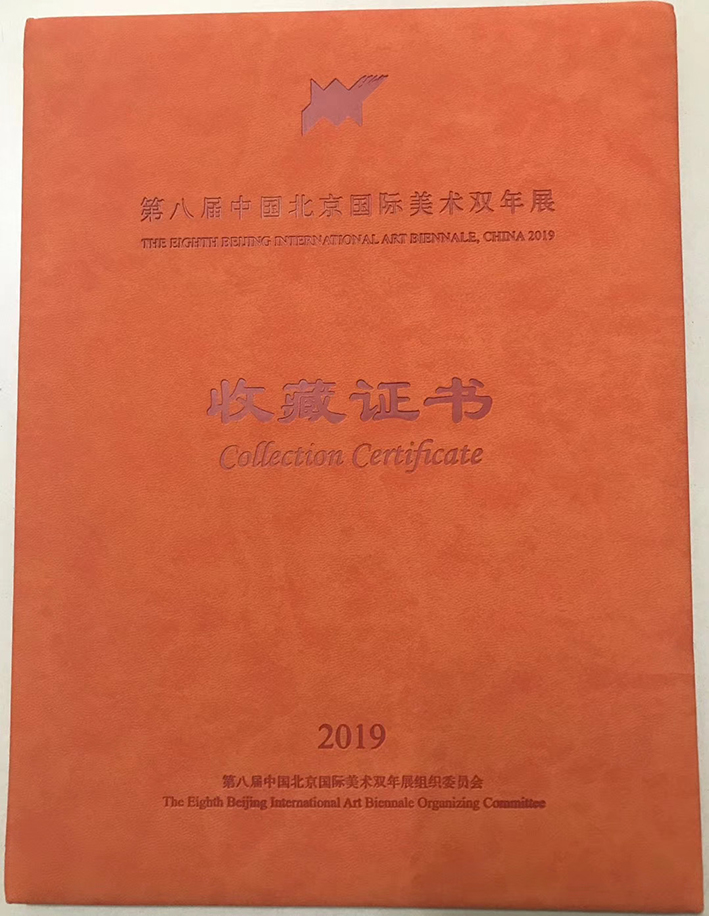 第八届中国北京国际美术双年展
THE EIGHTH BEIJING INTERNATIONAL ART BIENNALE, CHINA 2019
收藏证书
Collection Certificate
2019
第八届中国北京国际美术双年展组织委员会
The Eighth Beijing International Art Biennale Organizing Committee